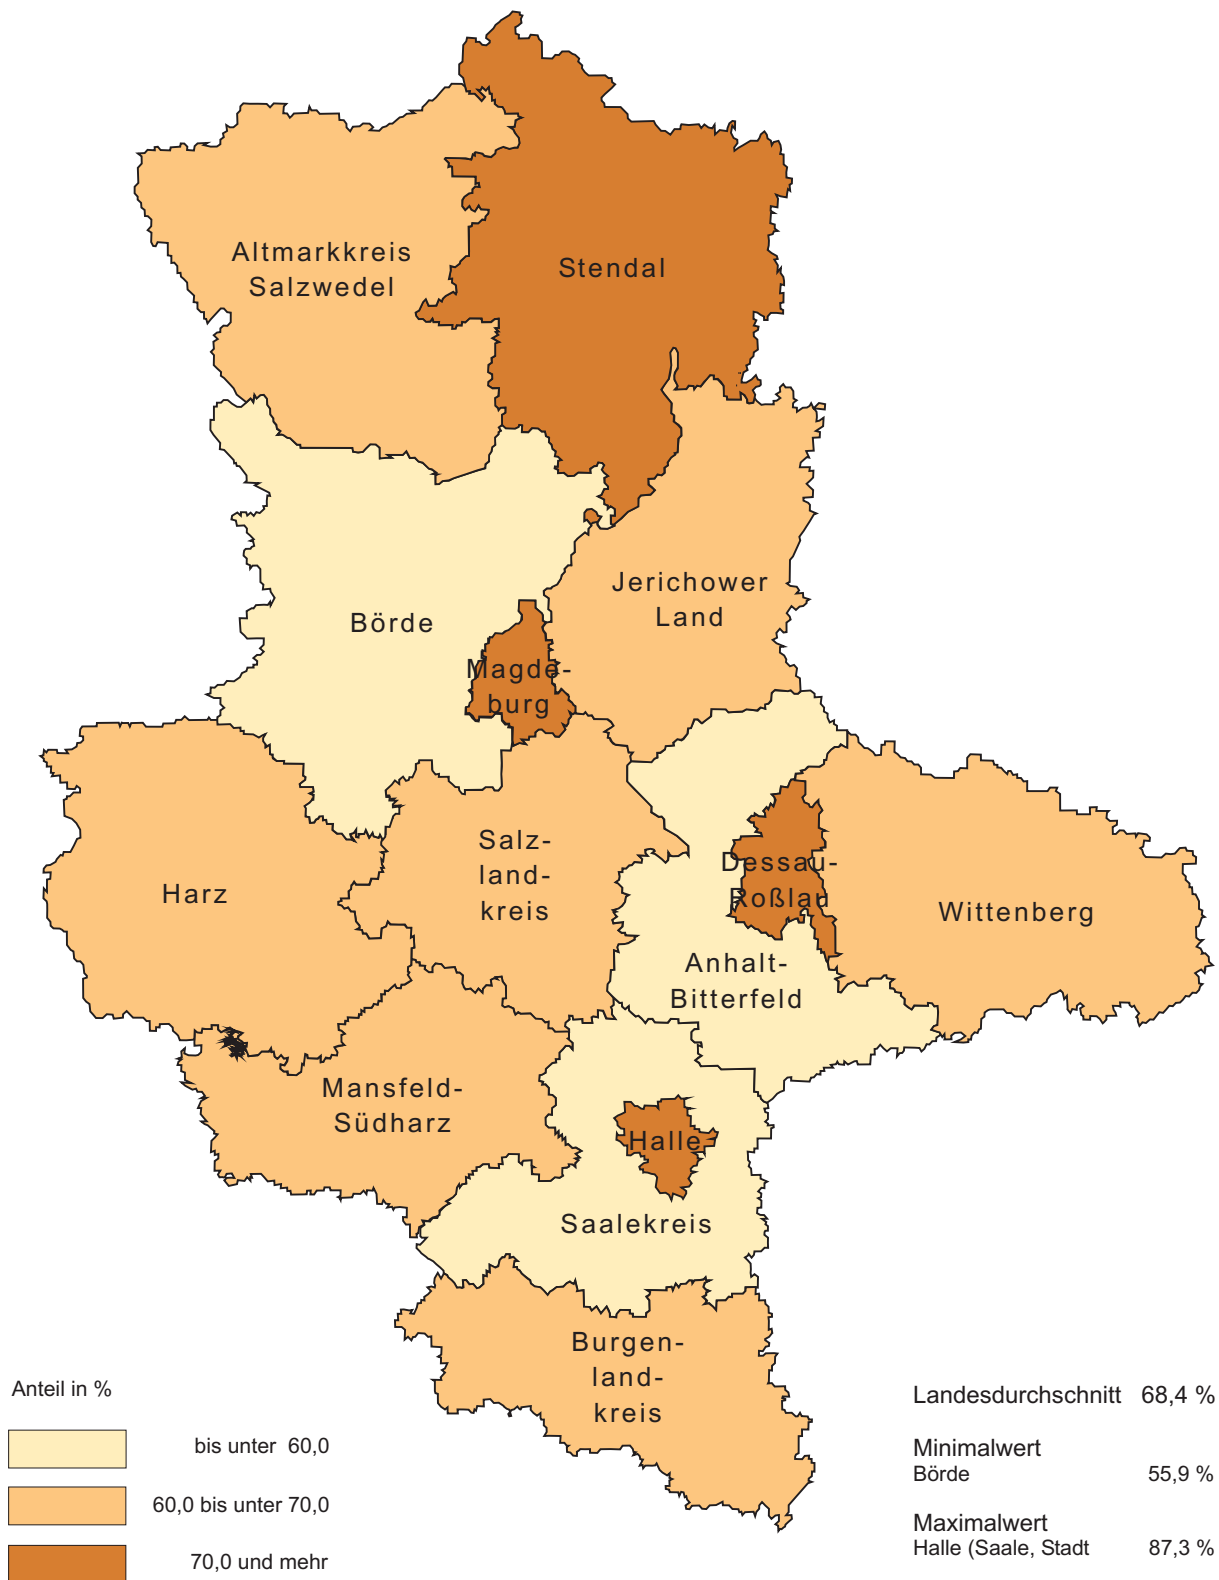 Altmarkkreis
Salzwedel
Stendal
Jerichower
Land
Börde
Magde-
burg
Salz-
land-
kreis
Harz
Dessau-
Roßlau
Wittenberg
Anhalt-
Bitterfeld
Mansfeld-
Südharz
Halle
Saalekreis
Burgen-
land-
kreis
Anteil in %
bis unter 60,0
60,0 bis unter 70,0
70,0 und mehr
Landesdurchschnitt 68,4 %
Minimalwert
Börde 55,9 %
Maximalwert
Halle (Saale, Stadt 87,3 %